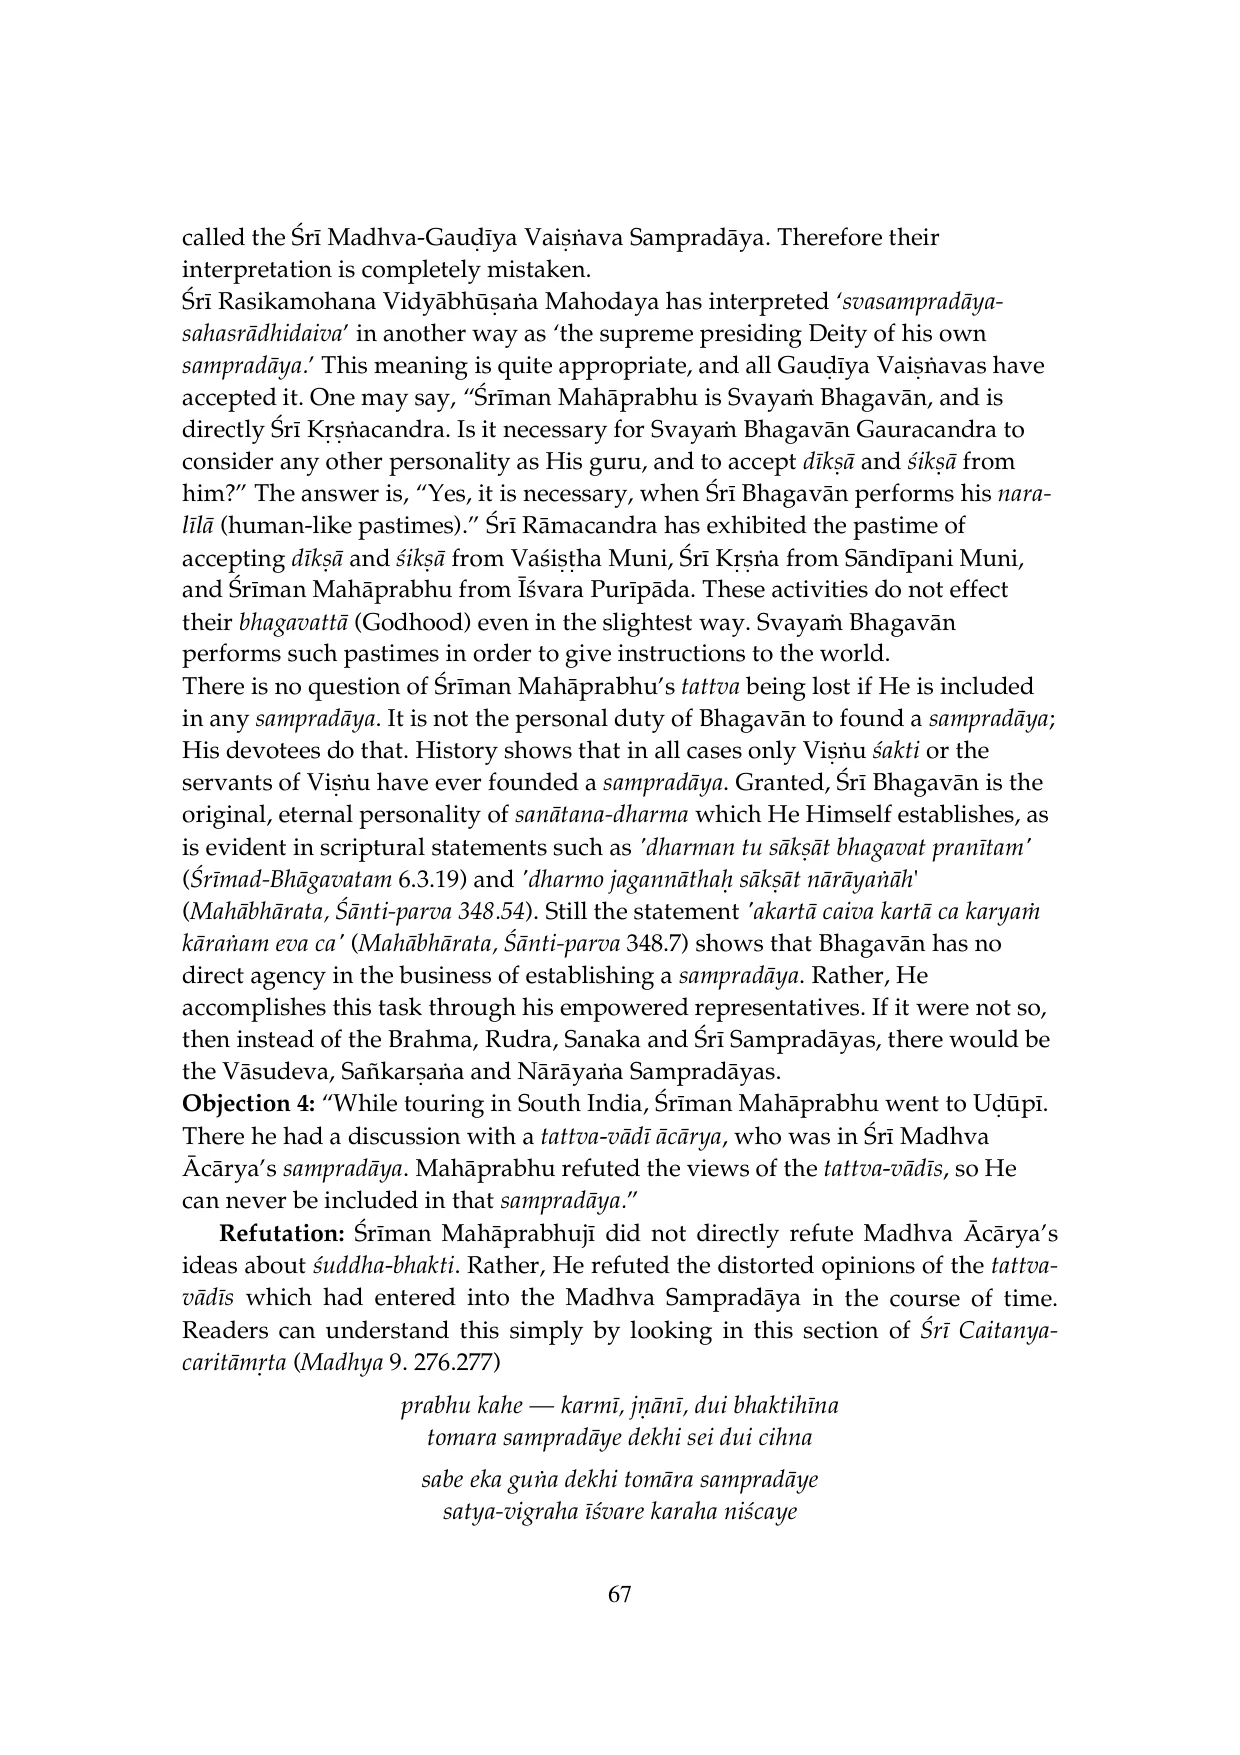 called the Śrī Madhva-Gauḍīya Vaiṣṅava Sampradāya. Therefore their
interpretation is completely mistaken.
Śrī Rasikamohana Vidyābhūṣaṅa Mahodaya has interpreted ‘svasampradāya-
sahasrādhidaiva’ in another way as ‘the supreme presiding Deity of his own
sampradāya.’ This meaning is quite appropriate, and all Gauḍīya Vaiṣṅavas have
accepted it. One may say, “Śrīman Mahāprabhu is Svayaṁ Bhagavān, and is
directly Śrī Kṛṣṅacandra. Is it necessary for Svayaṁ Bhagavān Gauracandra to
consider any other personality as His guru, and to accept dīkṣā and śikṣā from
him?” The answer is, “Yes, it is necessary, when Śrī Bhagavān performs his nara-
līlā (human-like pastimes).” Śrī Rāmacandra has exhibited the pastime of
accepting dīkṣā and śikṣā from Vaśiṣṭha Muni, Śrī Kṛṣṅa from Sāndīpani Muni,
and Śrīman Mahāprabhu from Īśvara Purīpāda. These activities do not effect
their bhagavattā (Godhood) even in the slightest way. Svayaṁ Bhagavān
performs such pastimes in order to give instructions to the world.
There is no question of Śrīman Mahāprabhu’s tattva being lost if He is included
in any sampradāya. It is not the personal duty of Bhagavān to found a sampradāya;
His devotees do that. History shows that in all cases only Viṣṅu śakti or the
servants of Viṣṅu have ever founded a sampradāya. Granted, Śrī Bhagavān is the
original, eternal personality of sanātana-dharma which He Himself establishes, as
is evident in scriptural statements such as 'dharman tu sākṣāt bhagavat pranītam'
(Śrīmad-Bhāgavatam 6.3.19) and 'dharmo jagannāthaḥ sākṣāt nārāyaṅāh'
(Mahābhārata, Śānti-parva 348.54). Still the statement 'akartā caiva kartā ca karyaṁ
kāraṅam eva ca' (Mahābhārata, Śānti-parva 348.7) shows that Bhagavān has no
direct agency in the business of establishing a sampradāya. Rather, He
accomplishes this task through his empowered representatives. If it were not so,
then instead of the Brahma, Rudra, Sanaka and Śrī Sampradāyas, there would be
the Vāsudeva, Sañkarṣaṅa and Nārāyaṅa Sampradāyas.
Objection 4: “While touring in South India, Śrīman Mahāprabhu went to Uḍūpī.
There he had a discussion with a tattva-vādī ācārya, who was in Śrī Madhva
Ācārya’s sampradāya. Mahāprabhu refuted the views of the tattva-vādīs, so He
can never be included in that sampradāya.”
Refutation: Śrīman Mahāprabhujī did not directly refute Madhva Ācārya’s
ideas about śuddha-bhakti. Rather, He refuted the distorted opinions of the tattva-
vādīs which had entered into the Madhva Sampradāya in the course of time.
Readers can understand this simply by looking in this section of Śrī Caitanya-
caritāmṛta (Madhya 9. 276.277)
prabhu kahe — karmī, jṇānī, dui bhaktihīna
tomara sampradāye dekhi sei dui cihna
sabe eka guṅa dekhi tomāra sampradāye
satya-vigraha īśvare karaha niścaye
67